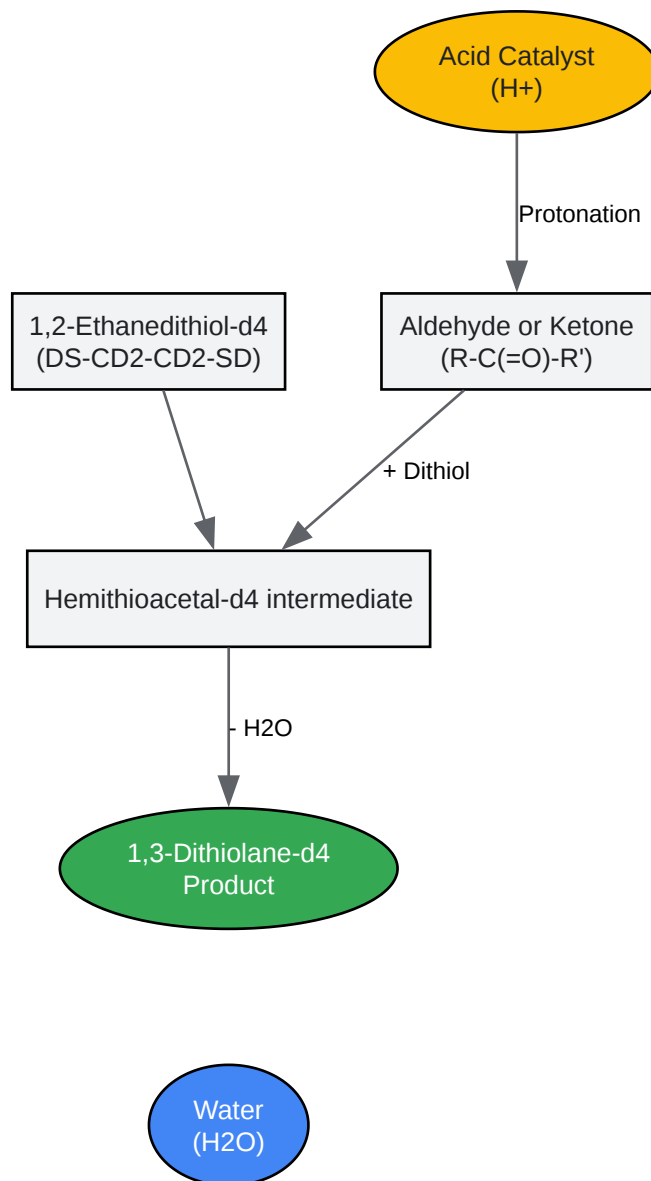 Acid Catalyst
(H+)
Protonation
1,2-Ethanedithiol-d4
(DS-CD2-CD2-SD)
Aldehyde or Ketone
(R-C(=O)-R')
+ Dithiol
Hemithioacetal-d4 intermediate
- H2O
1,3-Dithiolane-d4
Product
Water
(H2O)